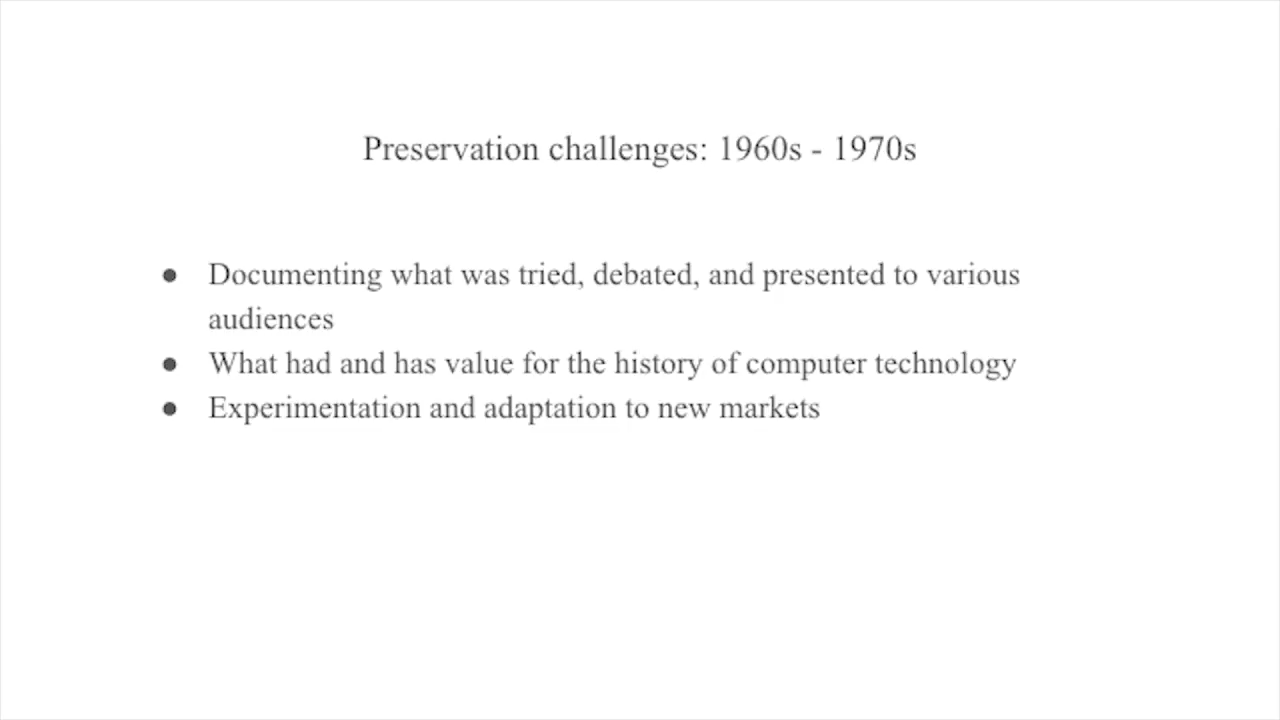 Preservation challenges: 1960s - 1970s
● Documenting what was tried, debated, and presented to various
audiences
● What had and has value for the history of computer technology
● Experimentation and adaptation to new markets